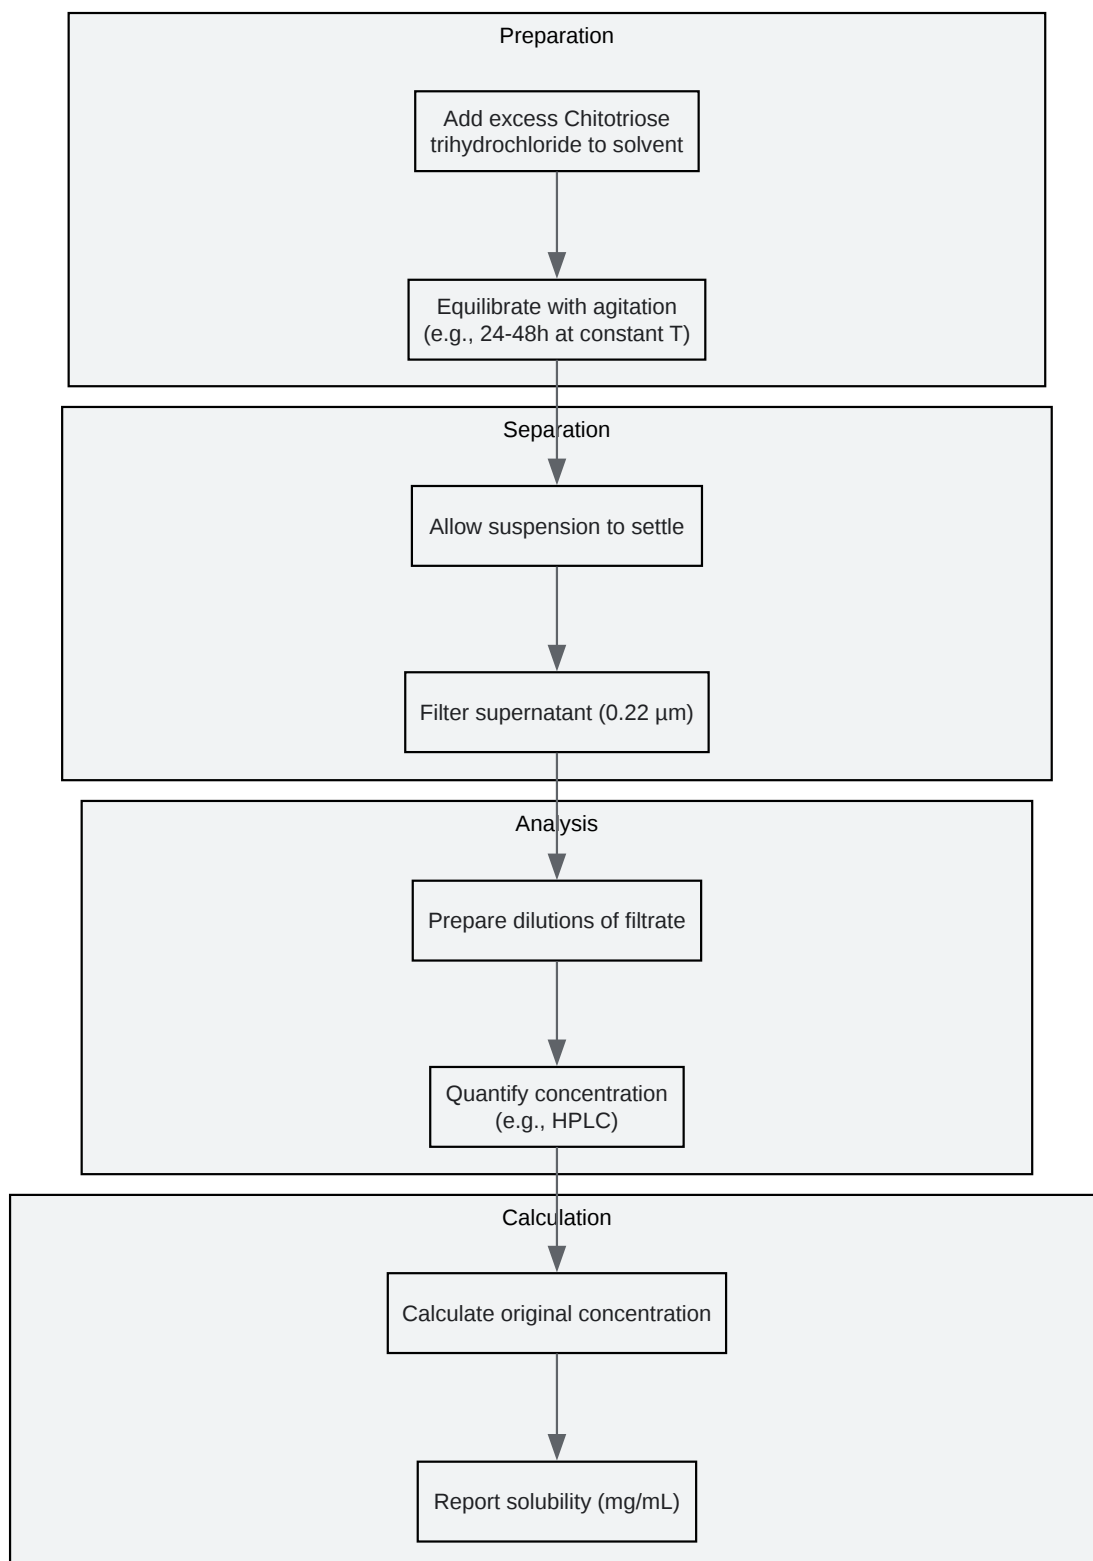 Preparation
Add excess Chitotriose
trihydrochloride to solvent
Equilibrate with agitation
(e.g., 24-48h at constant T)
Separation
Allow suspension to settle
Filter supernatant (0.22 µm)
Analysis
Prepare dilutions of filtrate
Quantify concentration
(e.g., HPLC)
Calculation
Calculate original concentration
Report solubility (mg/mL)